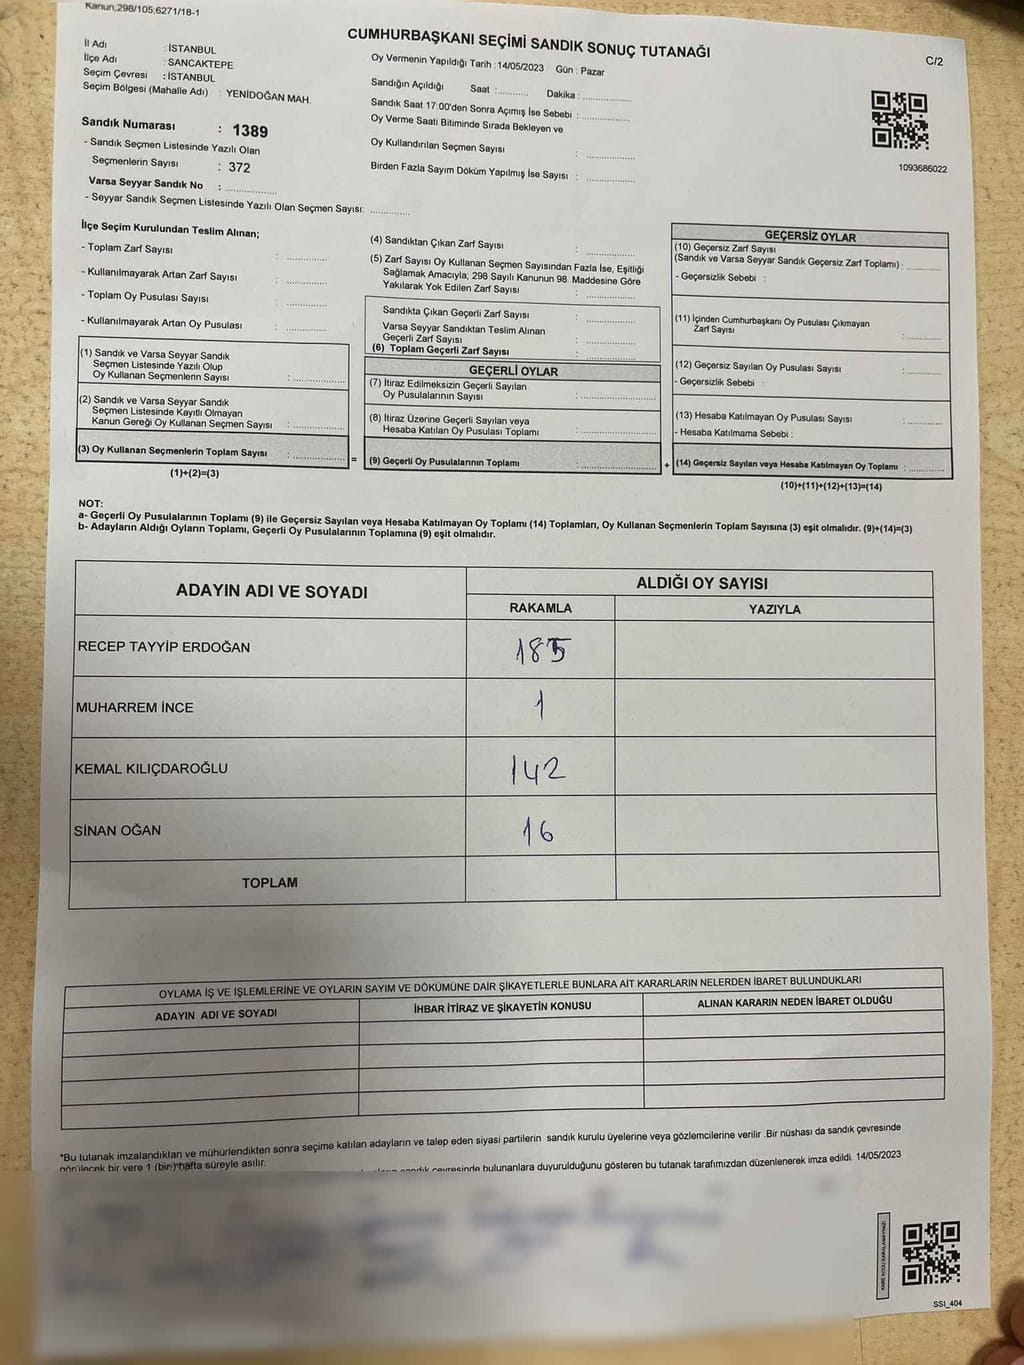 Kanun;298/105;6271/18-1
CUMHURBAŞKANI SEÇİMİ SANDIK SONUÇ TUTANAĞI
C/2
İl Adı : İSTANBUL
İlçe Adı : SANCAKTEPE
Seçim Çevresi : İSTANBUL
Seçim Bölgesi (Mahalle Adı) : YENİDOĞAN MAH.
Sandık Numarası : 1389
- Sandık Seçmen Listesinde Yazılı Olan
Seçmenlerin Sayısı : 372
Varsa Seyyar Sandık No : ..............
- Seyyar Sandık Seçmen Listesinde Yazılı Olan Seçmen Sayısı: ............
Oy Vermenin Yapıldığı Tarih :14/05/2023 Gün : Pazar
Sandığın Açıldığı Saat :.......... Dakika : ..............
Sandık Saat 17:00'den Sonra Açımış İse Sebebi : ..............
Oy Verme Saati Bitiminde Sırada Bekleyen ve
Oy Kullandırılan Seçmen Sayısı : ..............
Birden Fazla Sayım Döküm Yapılmış İse Sayısı : ..............
1093686022
İlçe Seçim Kurulundan Teslim Alınan;
- Toplam Zarf Sayısı : ............
- Kullanılmayarak Artan Zarf Sayısı : ............
- Toplam Oy Pusulası Sayısı : ............
- Kullanılmayarak Artan Oy Pusulası : ............
(1) Sandık ve Varsa Seyyar Sandık
Seçmen Listesinde Yazılı Olup
Oy Kullanan Seçmenlerin Sayısı : ..............
(2) Sandık ve Varsa Seyyar Sandık
Seçmen Listesinde Kayıtlı Olmayan
Kanun Gereği Oy Kullanan Seçmen Sayısı : ..............
(3) Oy Kullanan Seçmenlerin Toplam Sayısı : ..............
(1)+(2)=(3)
(4) Sandıktan Çıkan Zarf Sayısı : ..............
(5) Zarf Sayısı Oy Kullanan Seçmen Sayısından Fazla İse, Eşitliği
Sağlamak Amacıyla, 298 Sayılı Kanunun 98. Maddesine Göre
Yakılarak Yok Edilen Zarf Sayısı : ..............
Sandıkta Çıkan Geçerli Zarf Sayısı : ..............
Varsa Seyyar Sandıktan Teslim Alınan
Geçerli Zarf Sayısı : ..............
(6) Toplam Geçerli Zarf Sayısı : ..............
GEÇERLİ OYLAR
(7) İtiraz Edilmeksizin Geçerli Sayılan
Oy Pusulalarının Sayısı : ..............
(8) İtiraz Üzerine Geçerli Sayılan veya
Hesaba Katılan Oy Pusulası Toplamı : ..............
= (9) Geçerli Oy Pusulalarının Toplamı : ..............
GEÇERSİZ OYLAR
(10) Geçersiz Zarf Sayısı
(Sandık ve Varsa Seyyar Sandık Geçersiz Zarf Toplamı) : ............
- Geçersizlik Sebebi :
(11) İçinden Cumhurbaşkanı Oy Pusulası Çıkmayan
Zarf Sayısı : ............
(12) Geçersiz Sayılan Oy Pusulası Sayısı : ............
- Geçersizlik Sebebi :
(13) Hesaba Katılmayan Oy Pusulası Sayısı : ............
- Hesaba Katılmama Sebebi :
+ (14) Geçersiz Sayılan veya Hesaba Katılmayan Oy Toplamı : ............
(10)+(11)+(12)+(13)=(14)
NOT:
a- Geçerli Oy Pusulalarının Toplamı (9) ile Geçersiz Sayılan veya Hesaba Katılmayan Oy Toplamı (14) Toplamları, Oy Kullanan Seçmenlerin Toplam Sayısına (3) eşit olmalıdır. (9)+(14)=(3)
b- Adayların Aldığı Oyların Toplamı, Geçerli Oy Pusulalarının Toplamına (9) eşit olmalıdır.
ADAYIN ADI VE SOYADI
ALDIĞI OY SAYISI
RAKAMLA YAZIYLA
RECEP TAYYİP ERDOĞAN 185
MUHARREM İNCE 1
KEMAL KILIÇDAROĞLU 142
SİNAN OĞAN 16
TOPLAM
OYLAMA İŞ VE İŞLEMLERİNE VE OYLARIN SAYIM VE DÖKÜMÜNE DAİR ŞİKAYETLERLE BUNLARA AİT KARARLARIN NELERDEN İBARET BULUNDUKLARI
ADAYIN ADI VE SOYADI İHBAR İTİRAZ VE ŞİKAYETİN KONUSU ALINAN KARARIN NEDEN İBARET OLDUĞU
*Bu tutanak imzalandıktan ve mühürlendikten sonra seçime katılan adayların ve talep eden siyasi partilerin sandık kurulu üyelerine veya gözlemcilerine verilir .Bir nüshası da sandık çevresinde
görülecek bir yere 1 (bir) hafta süreyle asılır.
sandık çevresinde bulunanlara duyurulduğunu gösteren bu tutanak tarafımızdan düzenlenerek imza edildi. 14/05/2023
SSI_404